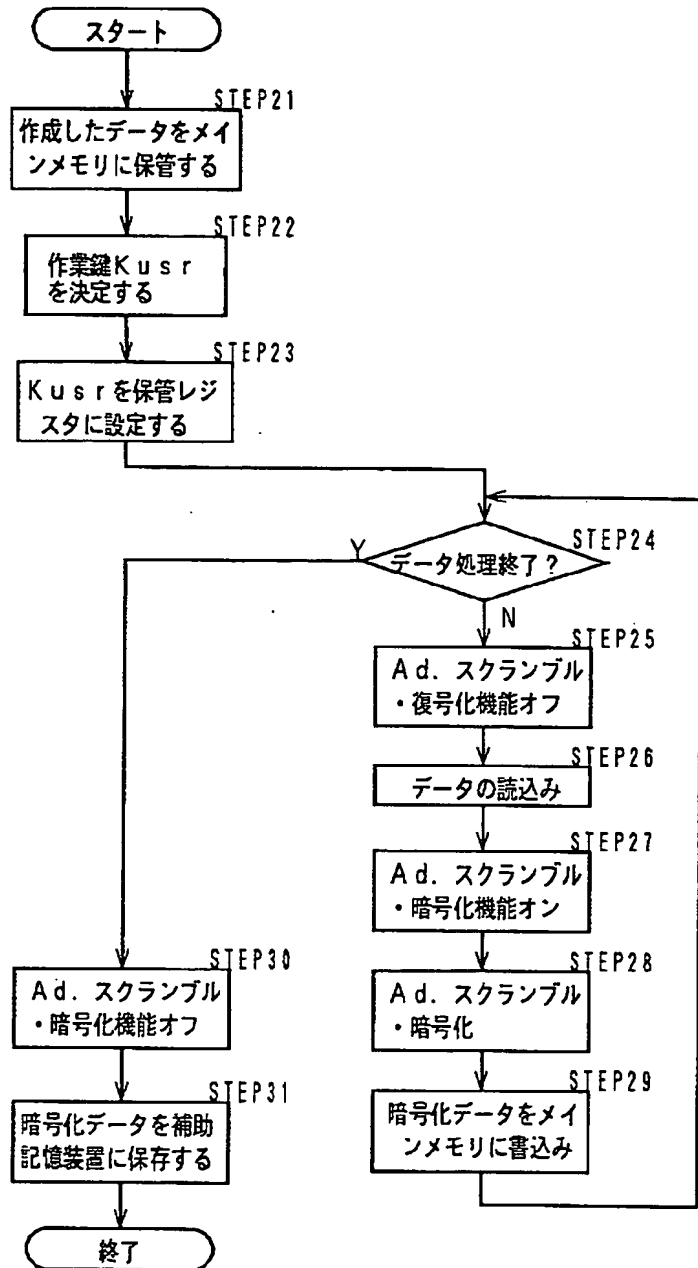 スタート
STEP21
作成したデータをメイ
ンメモリに保管する
STEP22
作業鍵Kusr
を決定する
STEP23
Kusrを保管レジ
スタに設定する
STEP24
データ処理終了?
Y
N
STEP25
Ad. スクランブル
・復号化機能オフ
STEP26
データの読込み
STEP27
Ad. スクランブル
・暗号化機能オン
STEP28
Ad. スクランブル
・暗号化
STEP29
暗号化データをメイ
ンメモリに書込み
STEP30
Ad. スクランブル
・暗号化機能オフ
STEP31
暗号化データを補助
記憶装置に保存する
終了